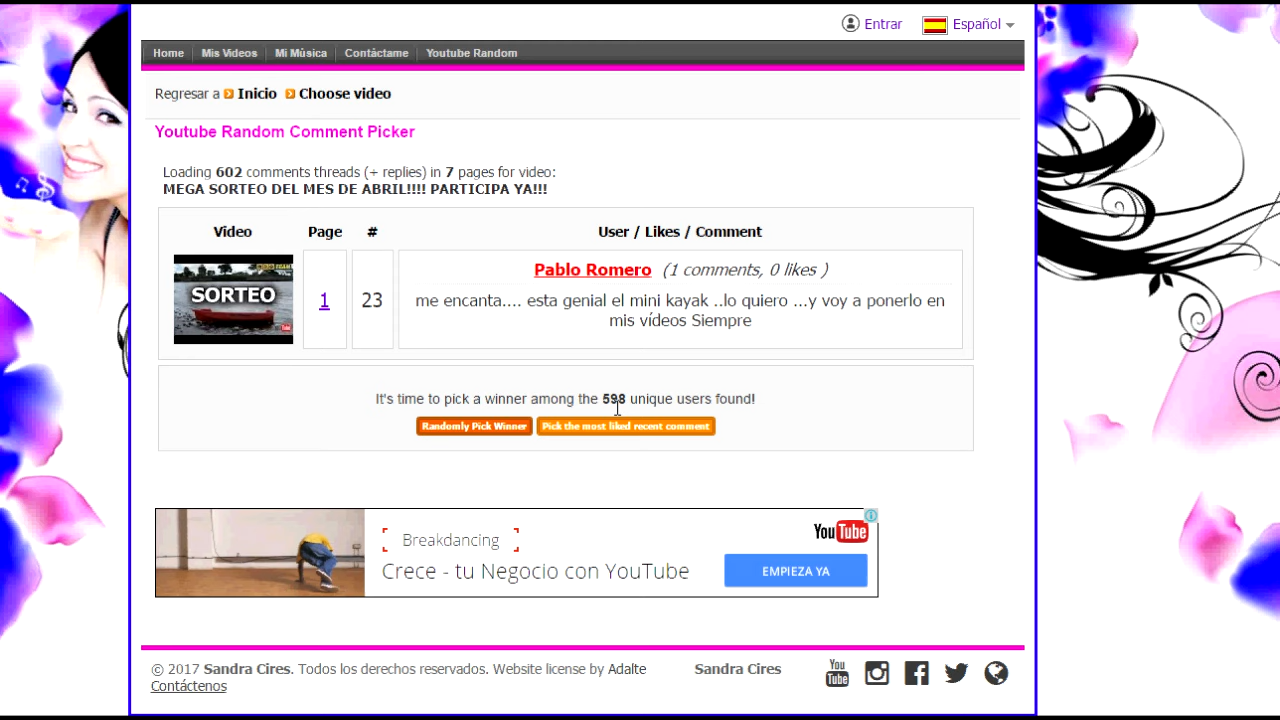 Entrar Español
Home Mis Videos Mi Música Contáctame Youtube Random
Regresar a Inicio Choose video
Youtube Random Comment Picker
Loading 602 comments threads (+ replies) in 7 pages for video:
MEGA SORTEO DEL MES DE ABRIL!!!! PARTICIPA YA!!!
Video Page # User / Likes / Comment
SORTEO
1
23
Pablo Romero (1 comments, 0 likes )
me encanta.... esta genial el mini kayak ..lo quiero ...y voy a ponerlo en
mis vídeos Siempre
It's time to pick a winner among the 598 unique users found!
Randomly Pick Winner Pick the most liked recent comment
Breakdancing
Crece - tu Negocio con YouTube
YouTube
EMPIEZA YA
© 2017 Sandra Cires. Todos los derechos reservados. Website license by Adalte
Contáctenos
Sandra Cires
You
Tube